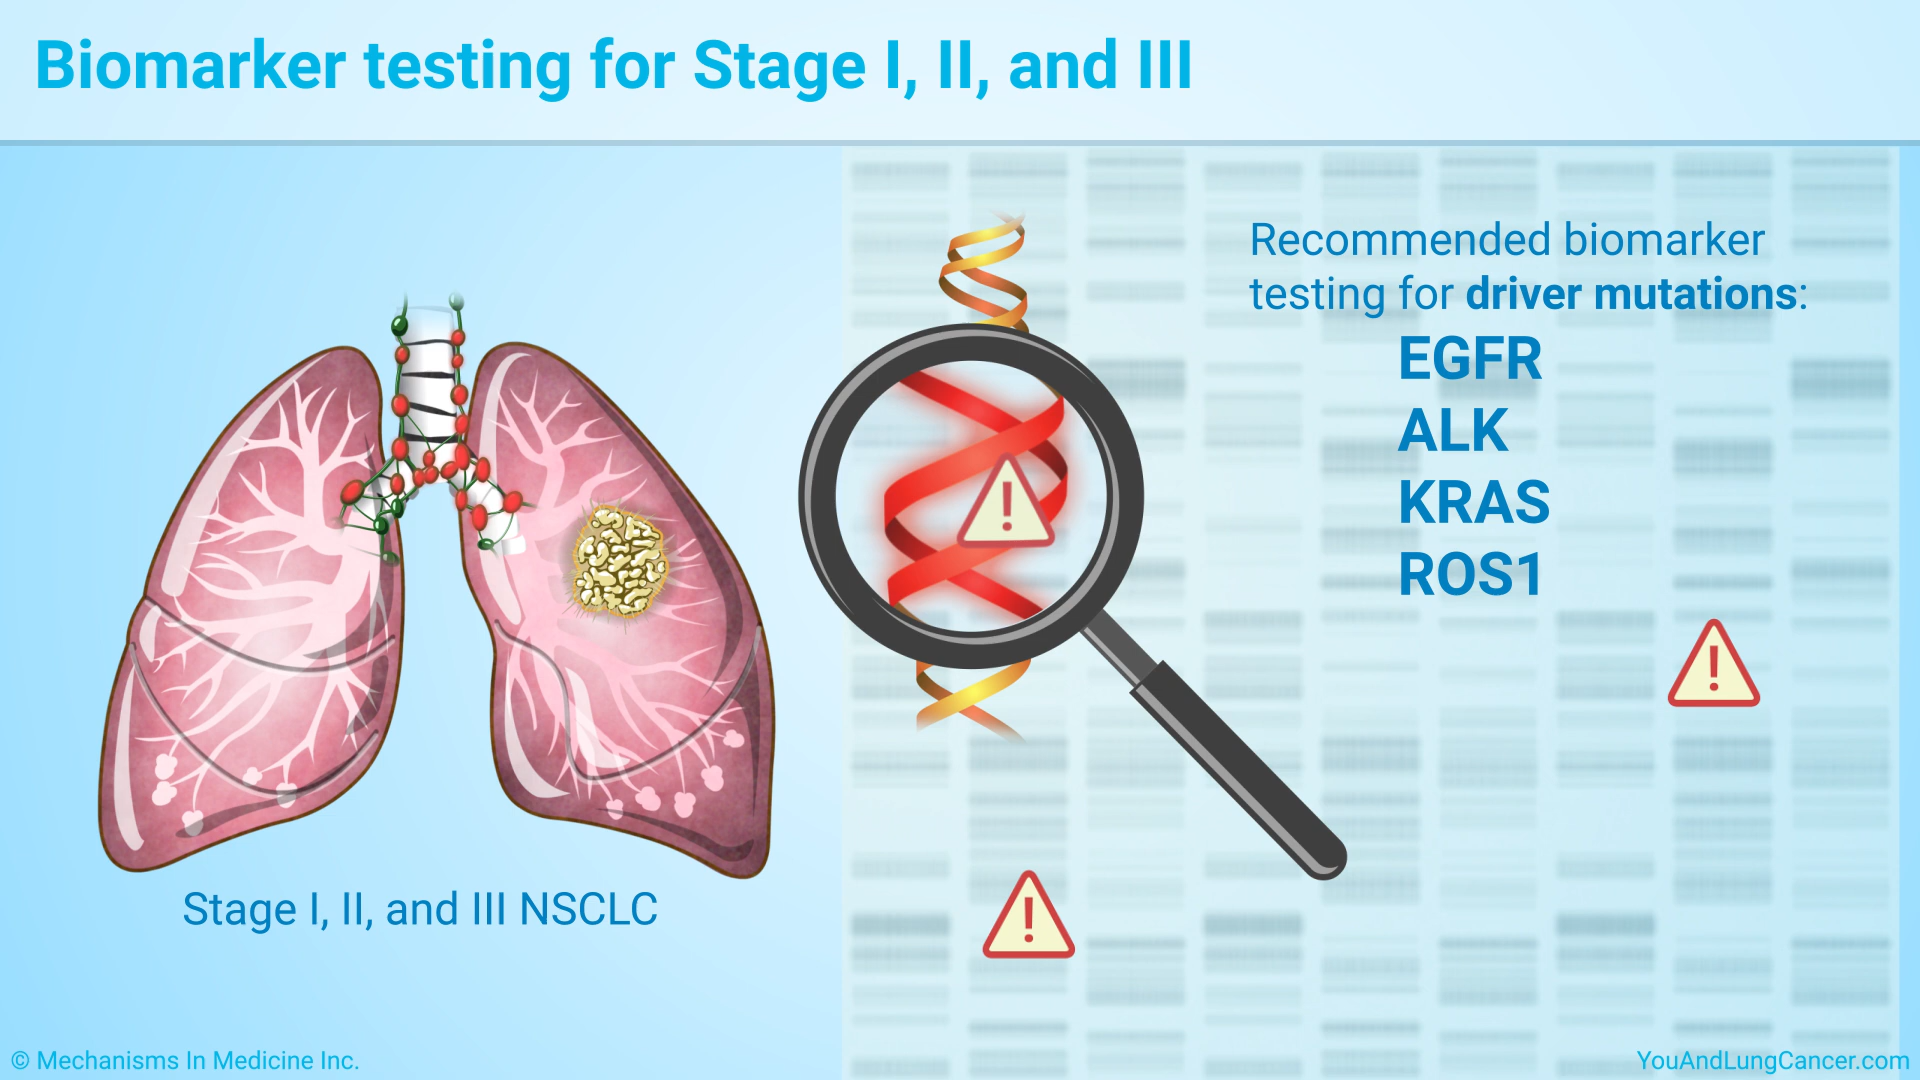 Biomarker testing for Stage I, II, and III
Recommended biomarker
testing for driver mutations:
EGFR
ALK
KRAS
ROS1
Stage I, II, and III NSCLC
© Mechanisms In Medicine Inc.
YouAndLungCancer.com